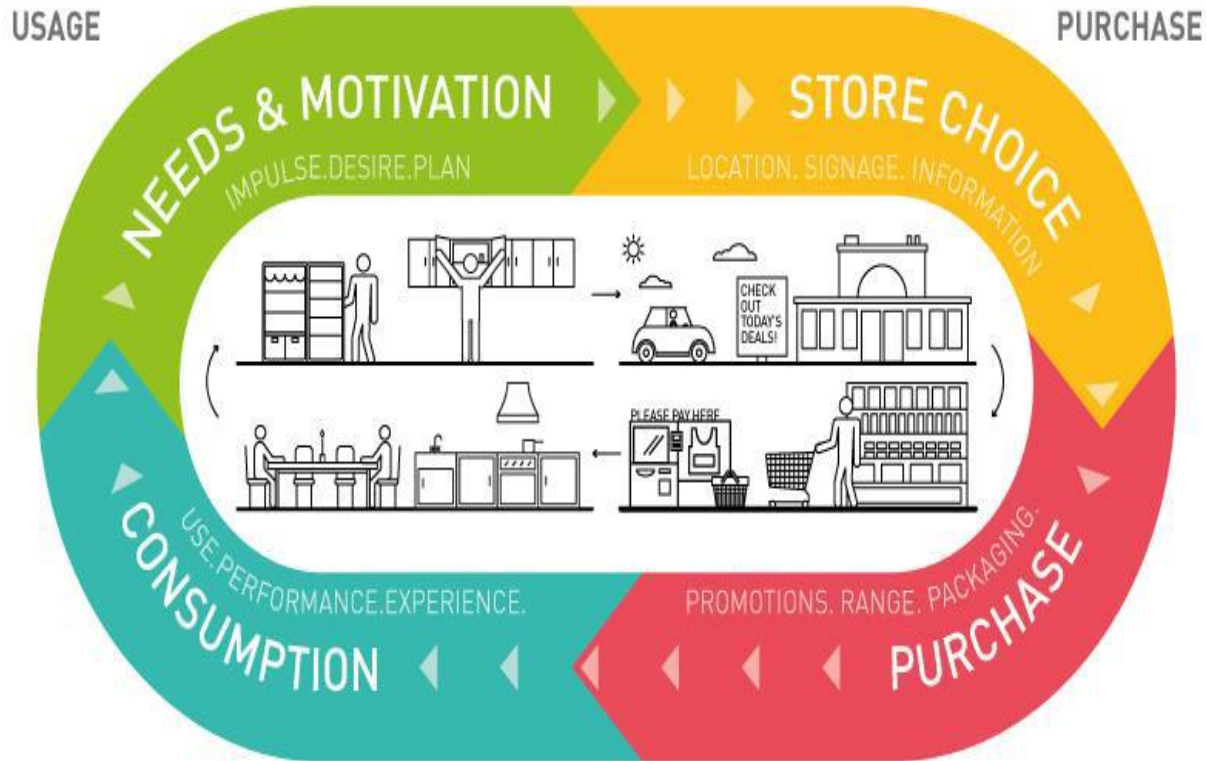 USAGE
PURCHASE
NEEDS & MOTIVATION
IMPULSE.DESIRE.PLAN
STORE CHOICE
LOCATION. SIGNAGE. INFORMATION
CHECK
OUT
TODAY'S
DEALS!
PLEASE PAY HERE
USE.PERFORMANCE.EXPERIENCE.
CONSUMPTION
PROMOTIONS. RANGE. PACKAGING.
PURCHASE